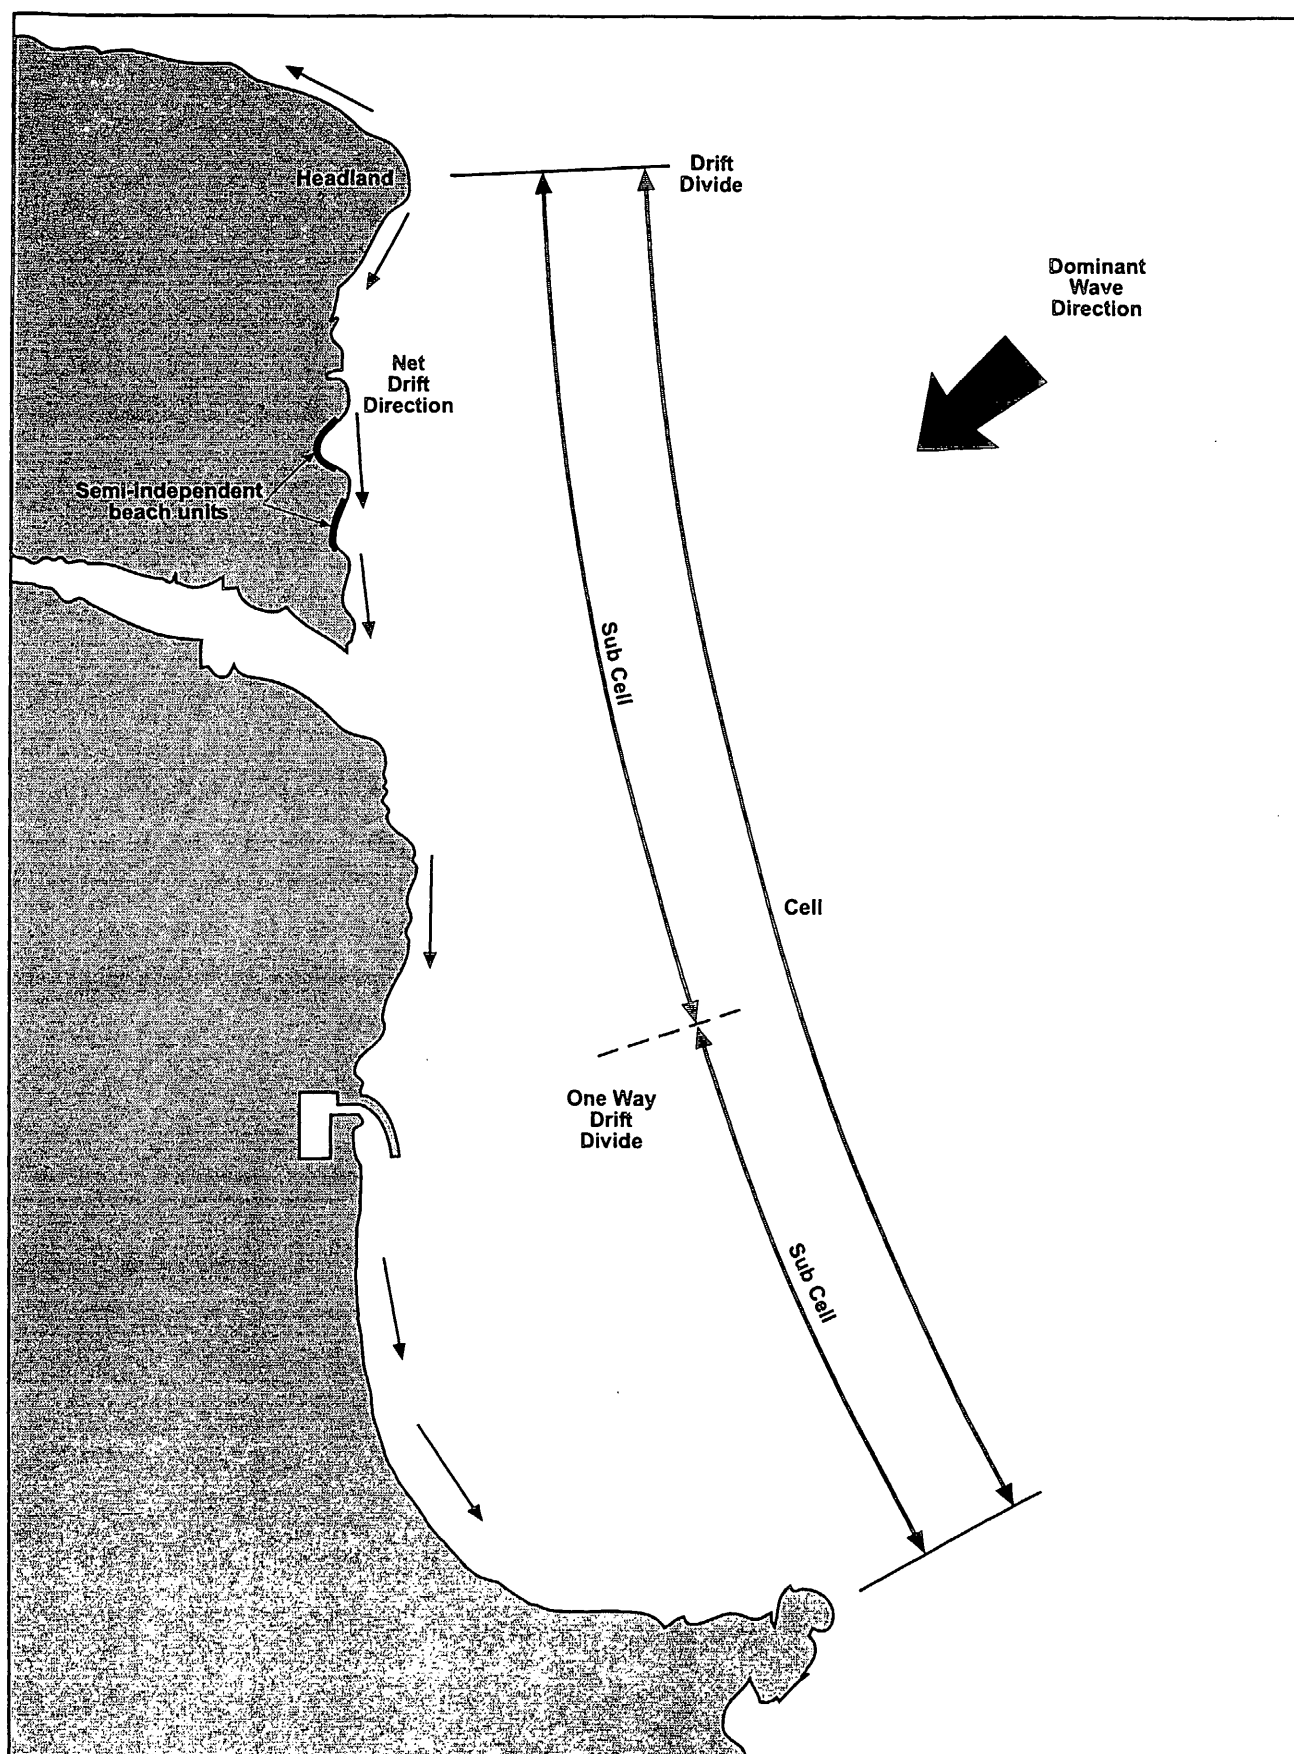 Headland
Drift
Divide
Dominant
Wave
Direction
Net
Drift
Direction
Semi-independent
beach units
Sub Cell
Cell
One Way
Drift
Divide
Sub Cell